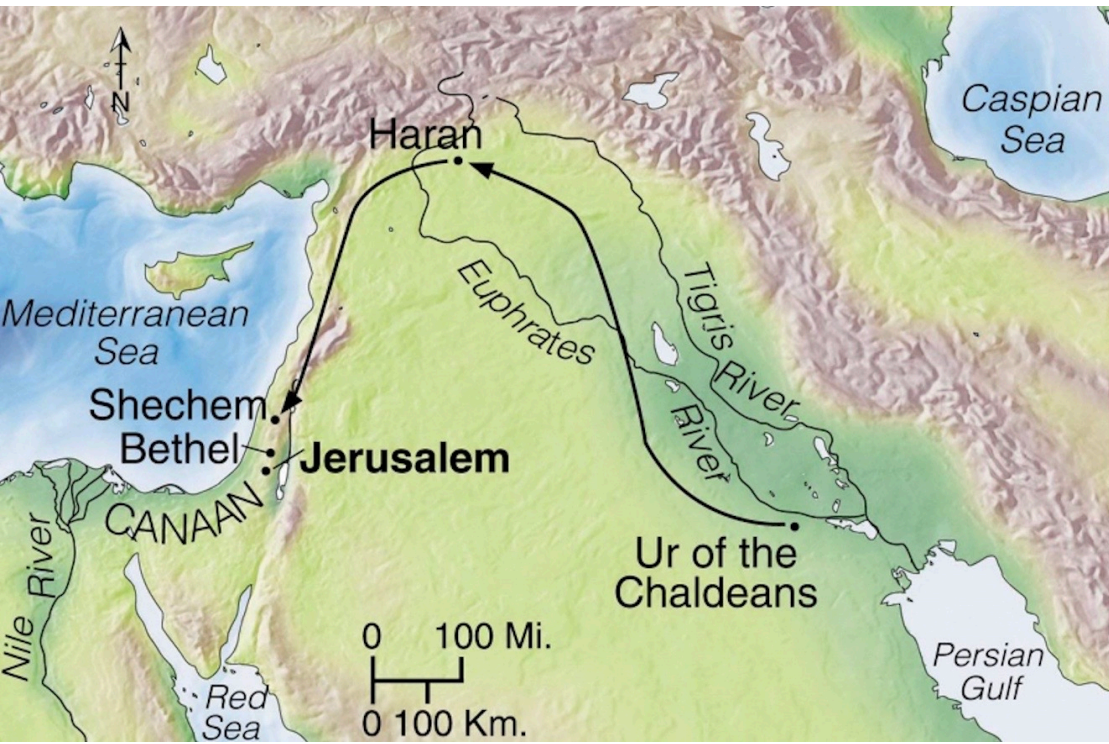 N
Caspian
Sea
Haran
Tigris
River
Euphrates
River
Mediterranean
Sea
Shechem
Bethel
Jerusalem
CANAAN
Ur of the
Chaldeans
Nile River
0 100 Mi.
0 100 Km.
Red
Sea
Persian
Gulf